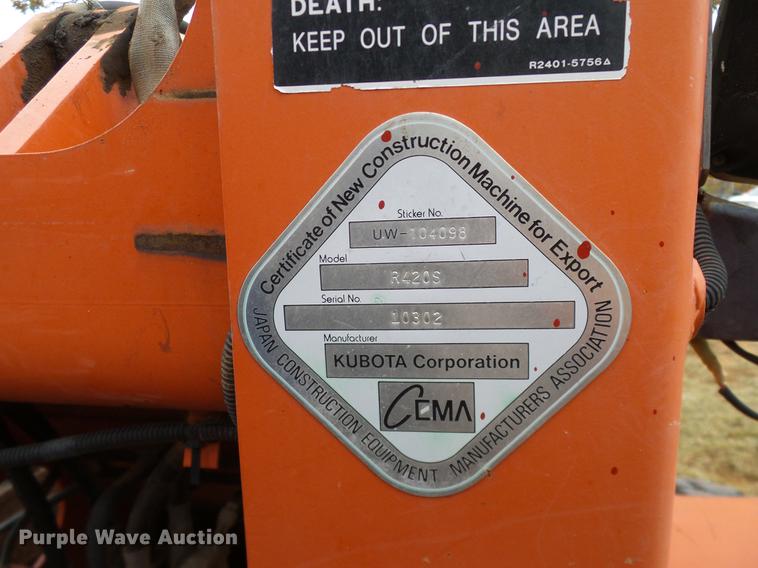 DEATH:
KEEP OUT OF THIS AREA
R2401-5756△
Certificate of New Construction Machine for Export
Sticker No.
UW-104098
Model
R420S
Serial No.
10302
Manufacturer
KUBOTA Corporation
CEMA
JAPAN CONSTRUCTION EQUIPMENT MANUFACTURERS ASSOCIATION
Purple Wave Auction®